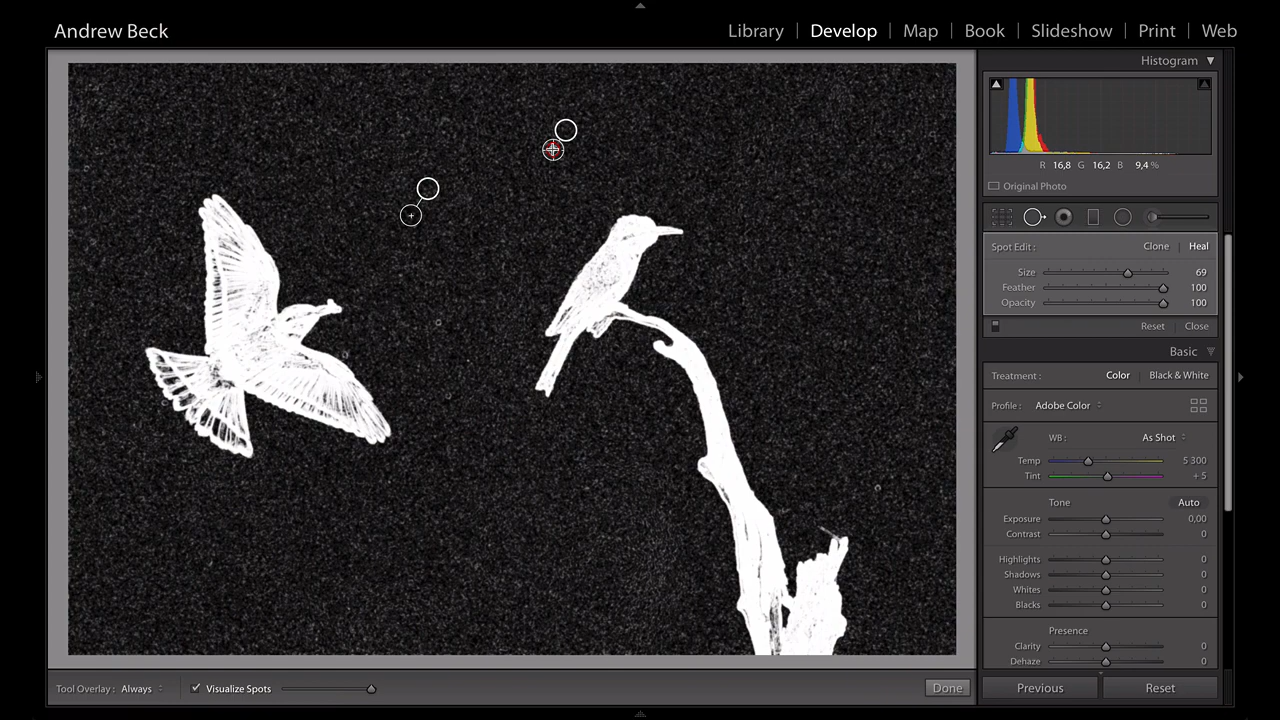 Andrew Beck
Library | Develop | Map | Book | Slideshow | Print | Web
Histogram
R 16,8 G 16,2 B 9,4 %
Original Photo
Spot Edit : Clone | Heal
Size 69
Feather 100
Opacity 100
Reset Close
Basic
Treatment : Color | Black & White
Profile : Adobe Color
WB : As Shot
Temp 5 300
Tint + 5
Tone Auto
Exposure 0,00
Contrast 0
Highlights 0
Shadows 0
Whites 0
Blacks 0
Presence
Clarity 0
Dehaze 0
Tool Overlay : Always Visualize Spots Done
Previous Reset